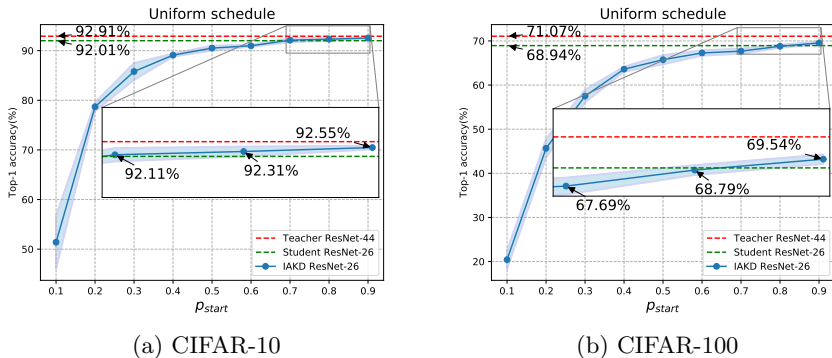 Uniform schedule
92.91%
92.01%
90
80
70
60
50
Top-1 accuracy(%)
92.55%
92.11%
92.31%
Teacher ResNet-44
Student ResNet-26
IAKD ResNet-26
0.1 0.2 0.3 0.4 0.5 0.6 0.7 0.8 0.9
p_start
(a) CIFAR-10
Uniform schedule
71.07%
68.94%
70
60
50
40
30
20
Top-1 accuracy(%)
69.54%
68.79%
67.69%
Teacher ResNet-44
Student ResNet-26
IAKD ResNet-26
0.1 0.2 0.3 0.4 0.5 0.6 0.7 0.8 0.9
p_start
(b) CIFAR-100